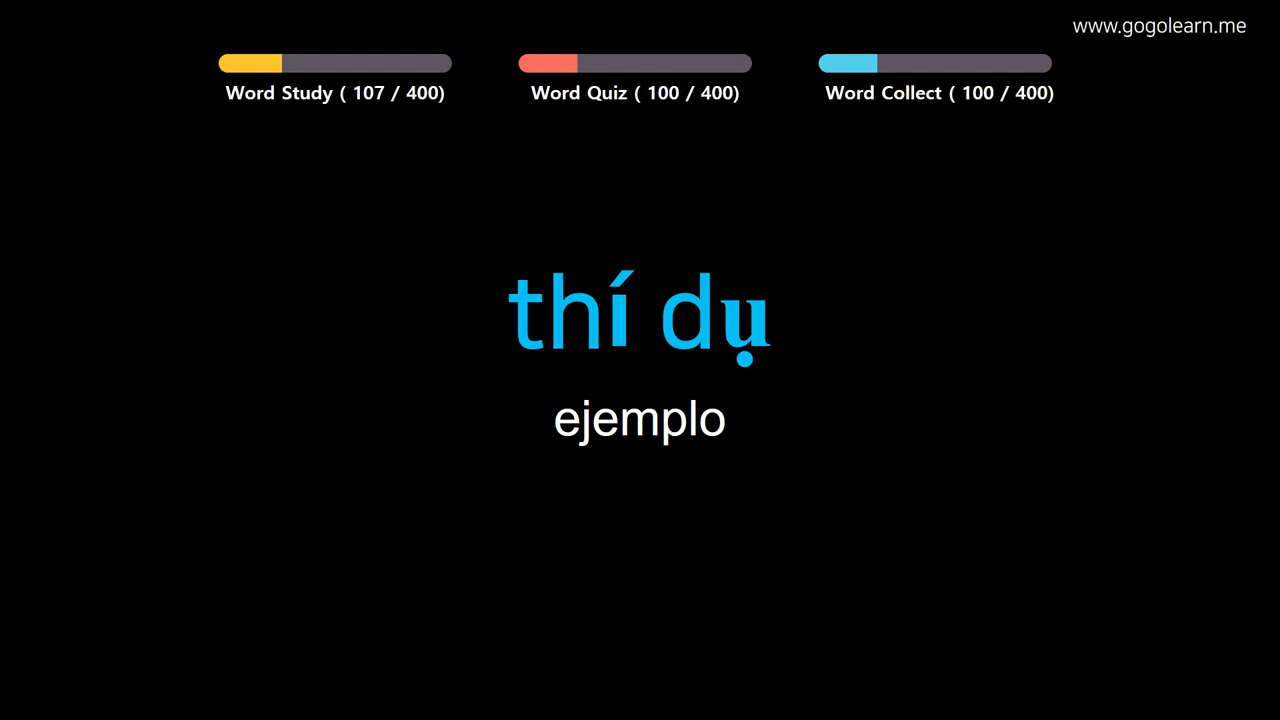 www.gogolearn.me
Word Study ( 107 / 400)
Word Quiz ( 100 / 400)
Word Collect ( 100 / 400)
thí dụ
ejemplo